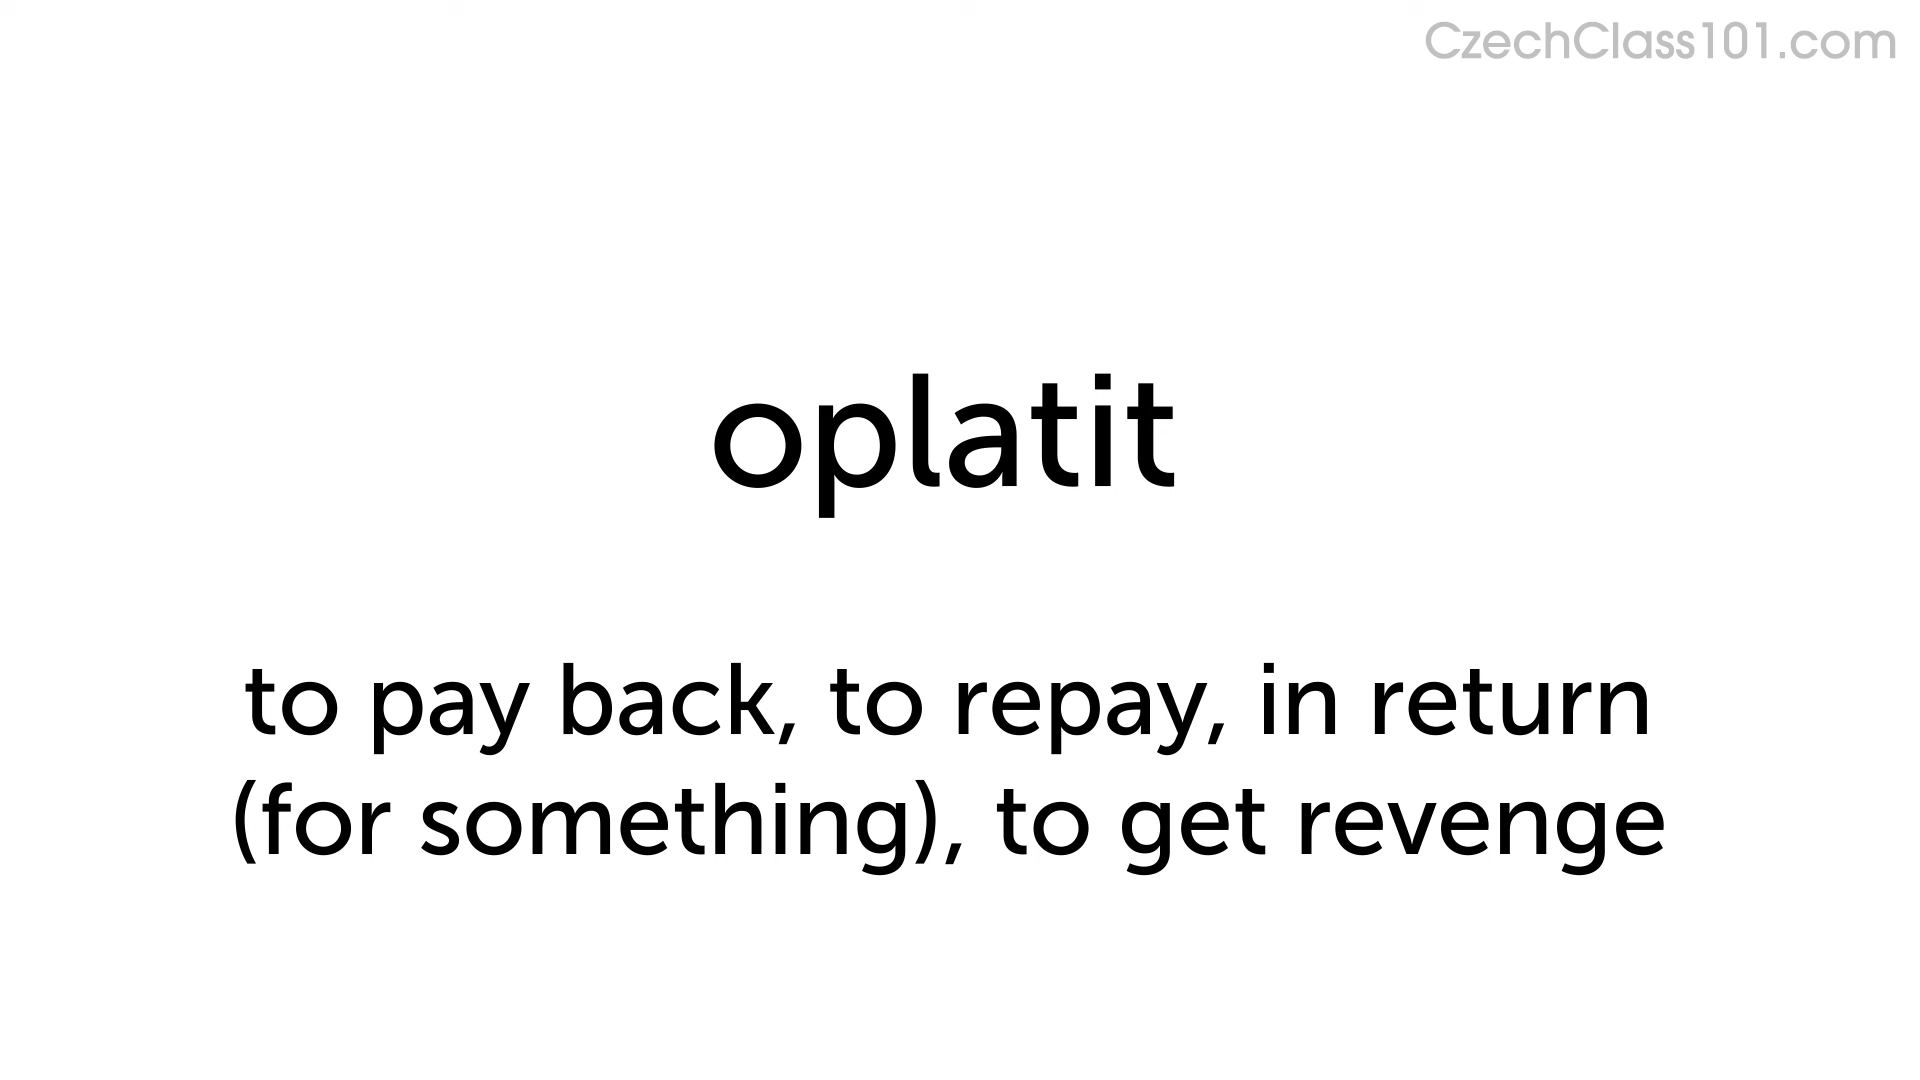 CzechClass101.com
oplatit
to pay back, to repay, in return
(for something), to get revenge